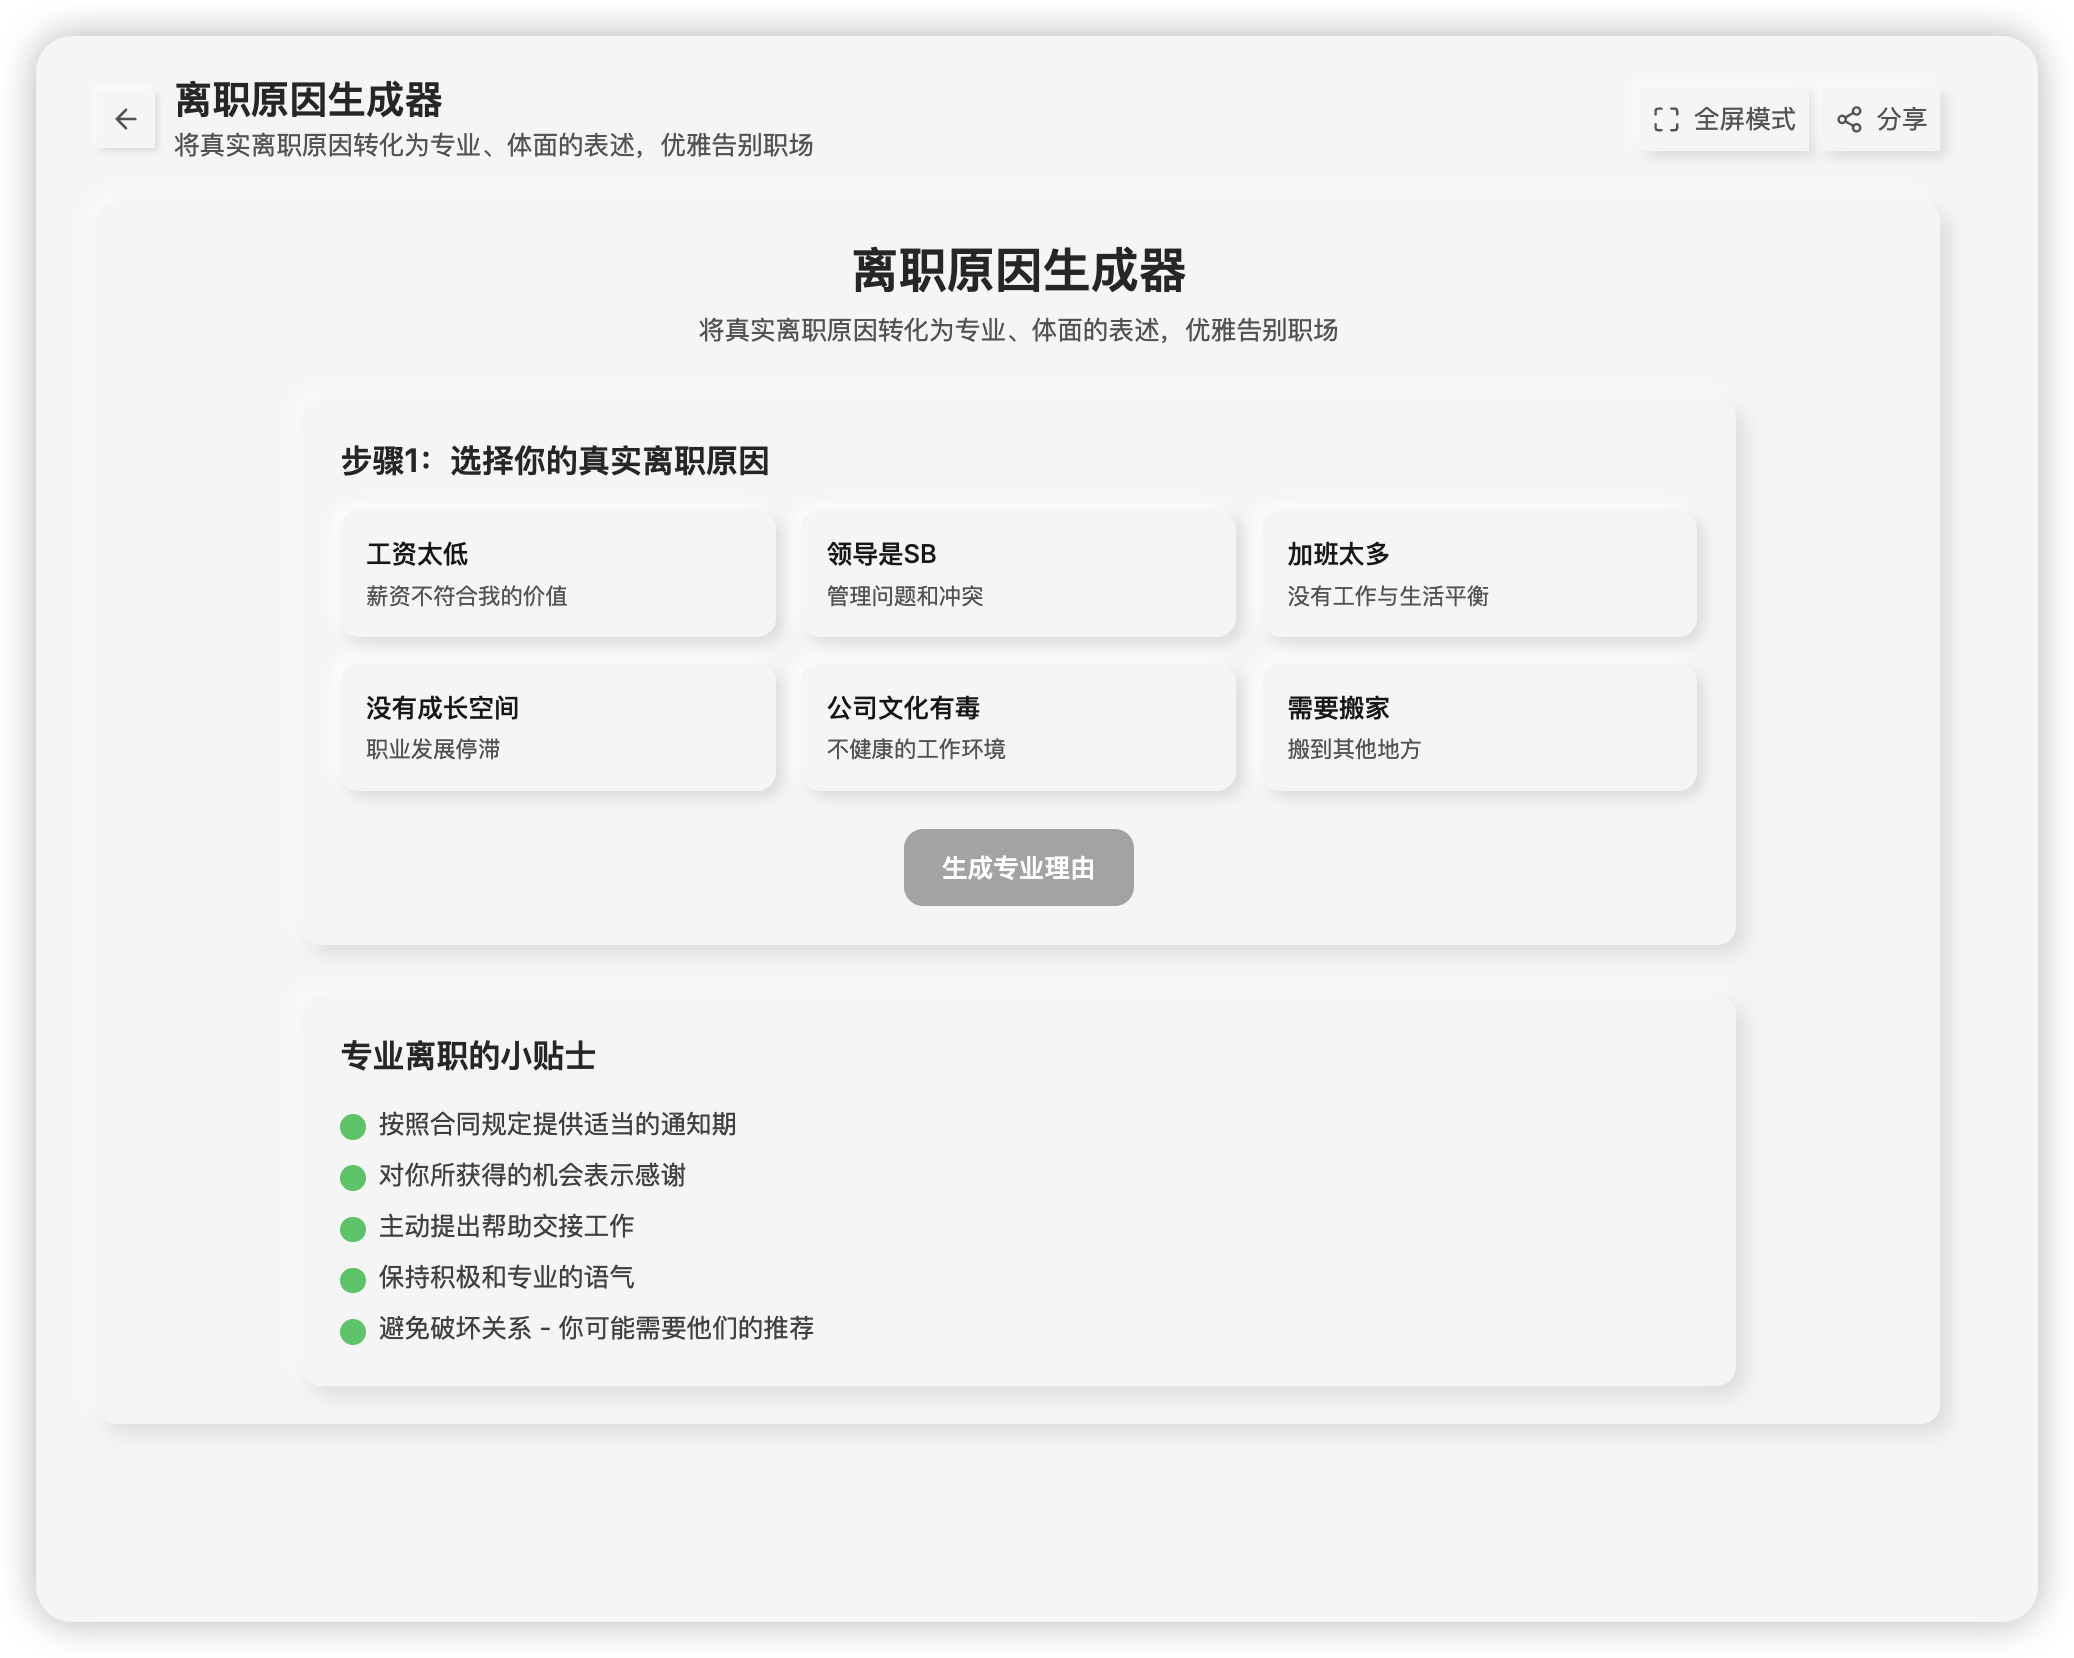 离职原因生成器
将真实离职原因转化为专业、体面的表述，优雅告别职场
全屏模式
分享
离职原因生成器
将真实离职原因转化为专业、体面的表述，优雅告别职场
步骤1：选择你的真实离职原因
工资太低
薪资不符合我的价值
领导是SB
管理问题和冲突
加班太多
没有工作与生活平衡
没有成长空间
职业发展停滞
公司文化有毒
不健康的工作环境
需要搬家
搬到其他地方
生成专业理由
专业离职的小贴士
按照合同规定提供适当的通知期
对你所获得的机会表示感谢
主动提出帮助交接工作
保持积极和专业的语气
避免破坏关系 - 你可能需要他们的推荐